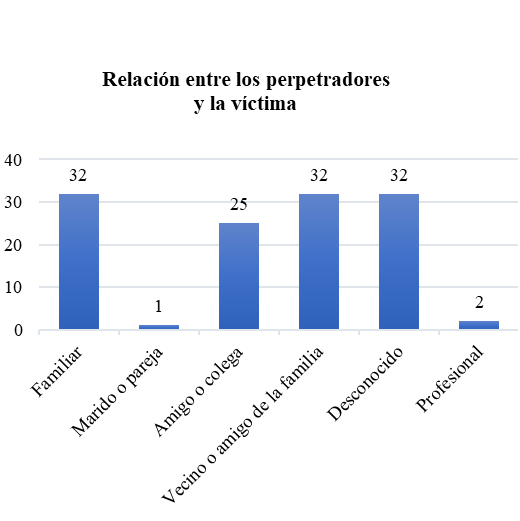 Relación entre los perpetradores
y la víctima
40
30
20
10
0
32
1
25
32
32
2
Familiar
Marido o pareja
Amigo o colega
Vecino o amigo de la familia
Desconocido
Profesional